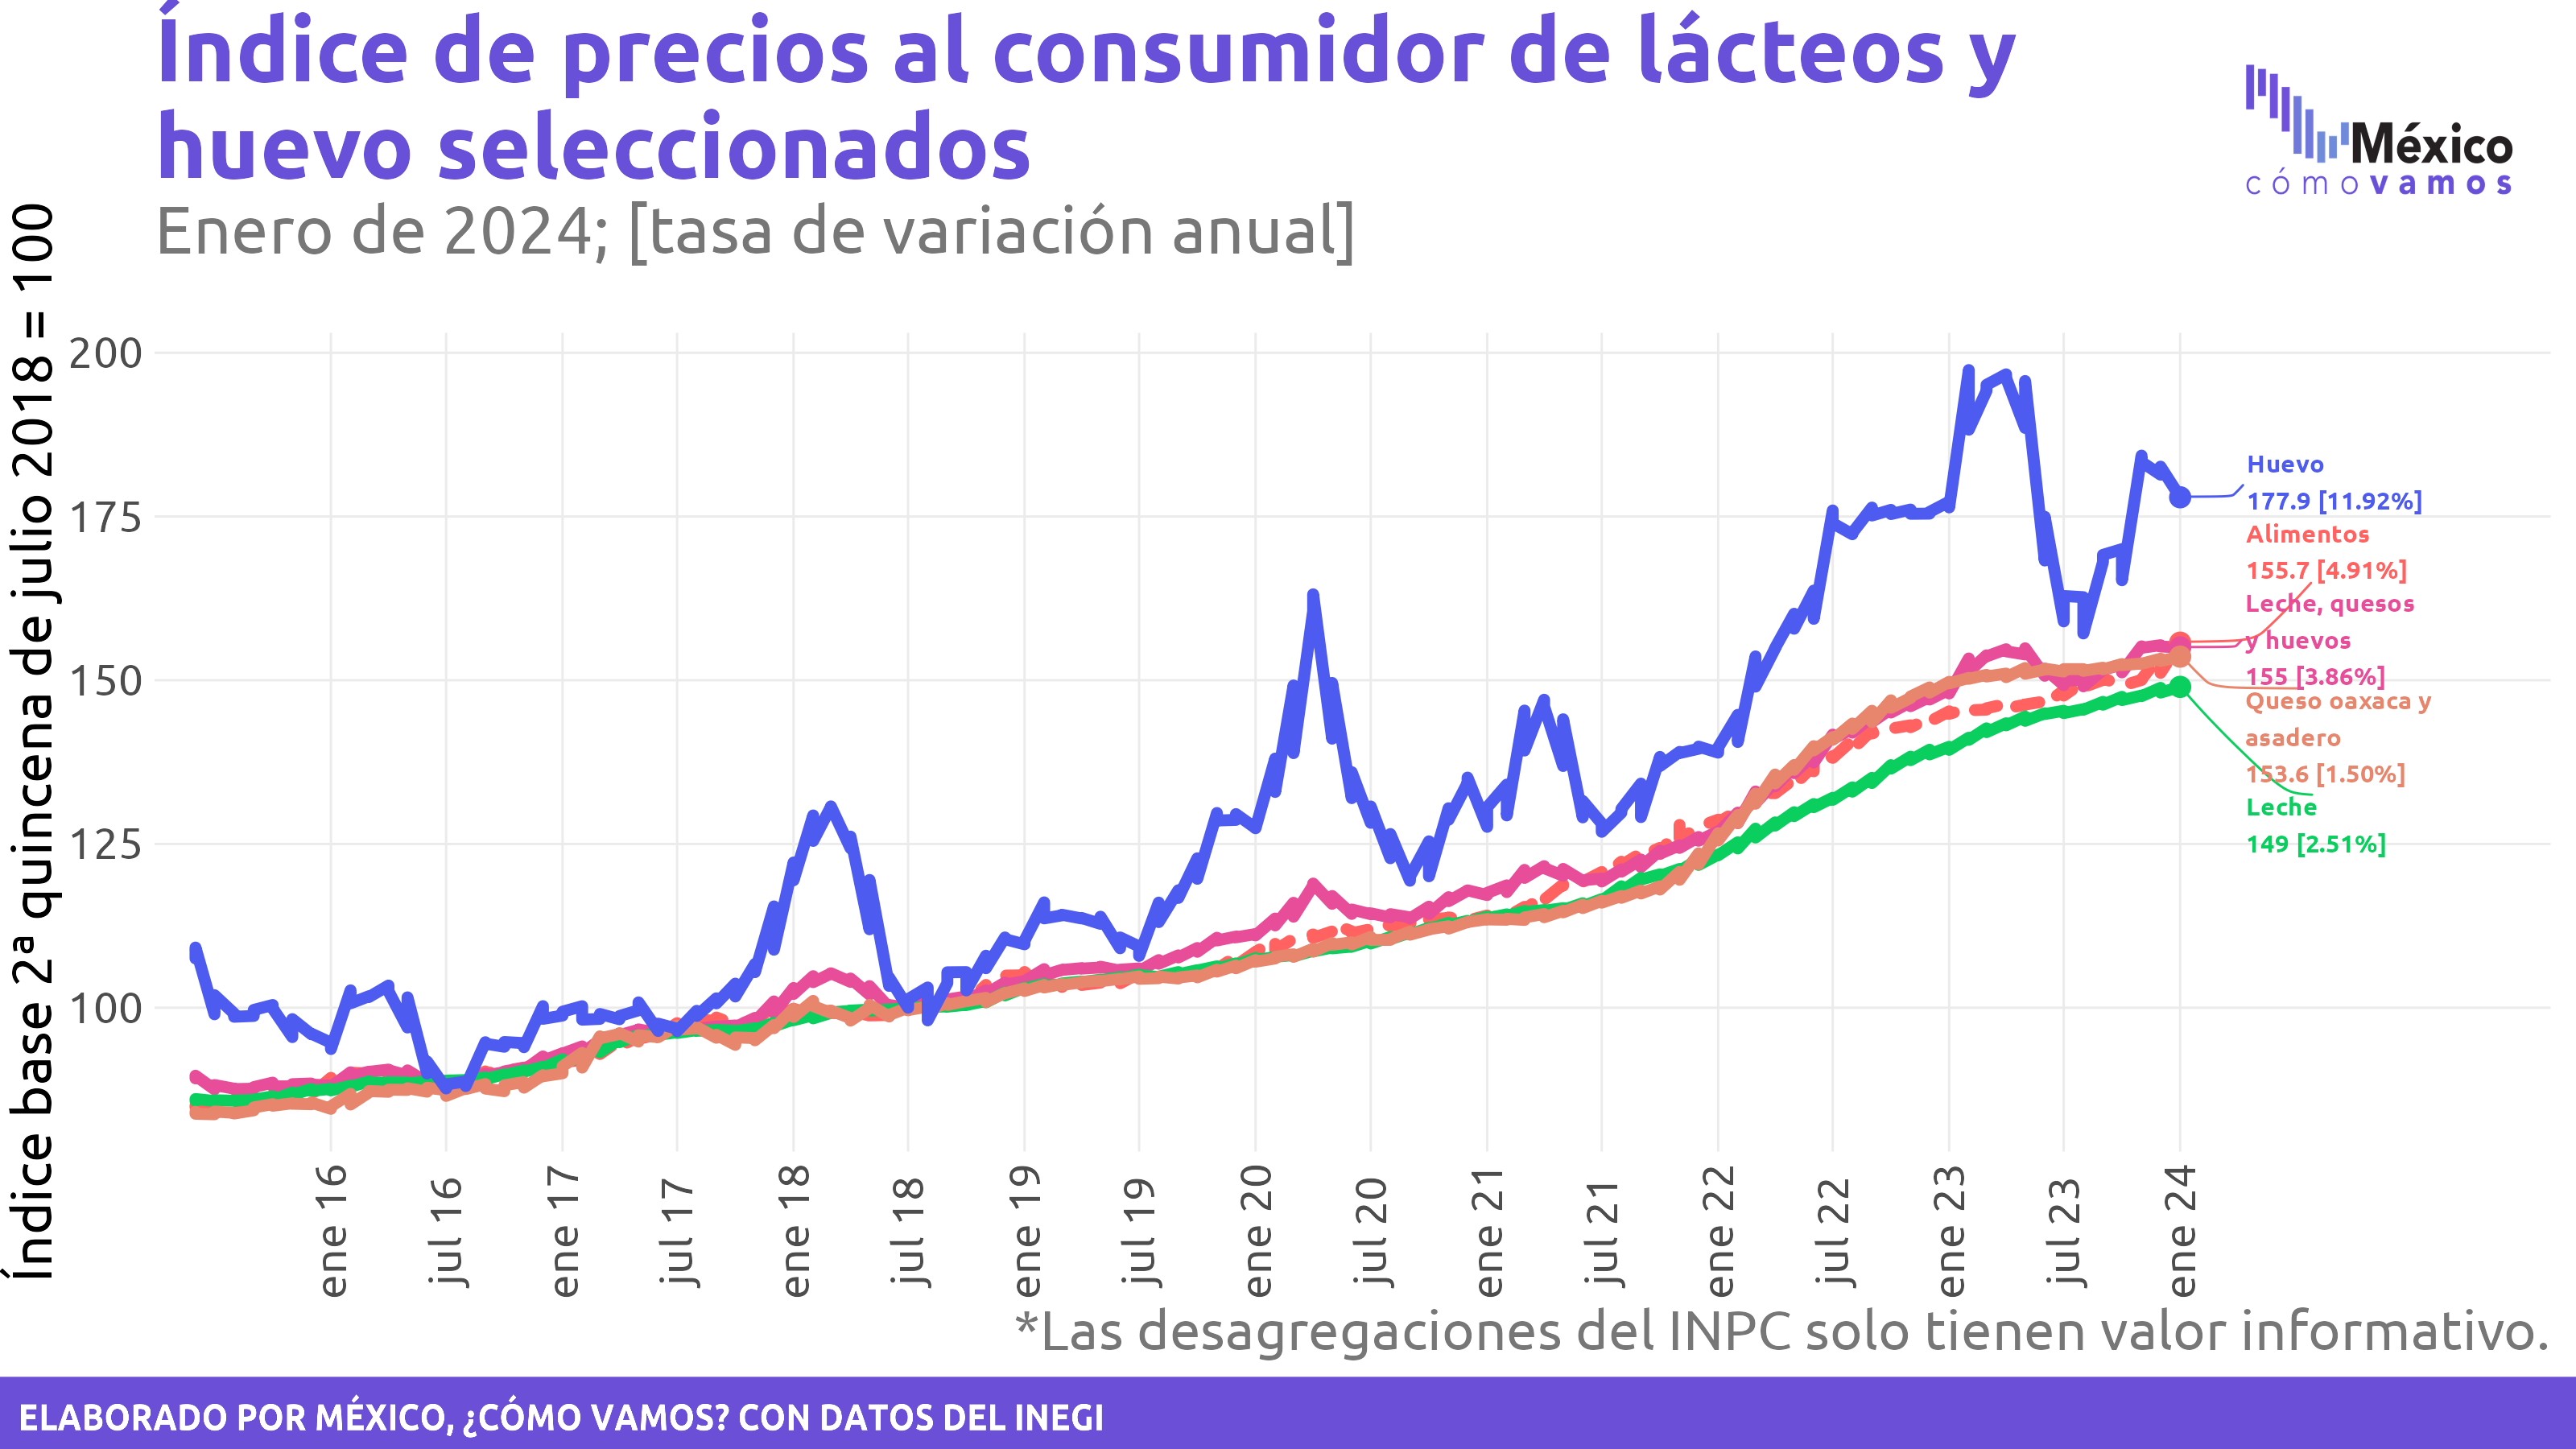 Índice de precios al consumidor de lácteos y
huevo seleccionados
Enero de 2024; [tasa de variación anual]
México
cómo vamos
Índice base 2ª quincena de julio 2018 = 100
200
175
150
125
100
Huevo
177.9 [11.92%]
Alimentos
155.7 [4.91%]
Leche, quesos
y huevos
155 [3.86%]
Queso oaxaca y
asadero
153.6 [1.50%]
Leche
149 [2.51%]
ene 16
jul 16
ene 17
jul 17
ene 18
jul 18
ene 19
jul 19
ene 20
jul 20
ene 21
jul 21
ene 22
jul 22
ene 23
jul 23
ene 24
*Las desagregaciones del INPC solo tienen valor informativo.
ELABORADO POR MÉXICO, ¿CÓMO VAMOS? CON DATOS DEL INEGI